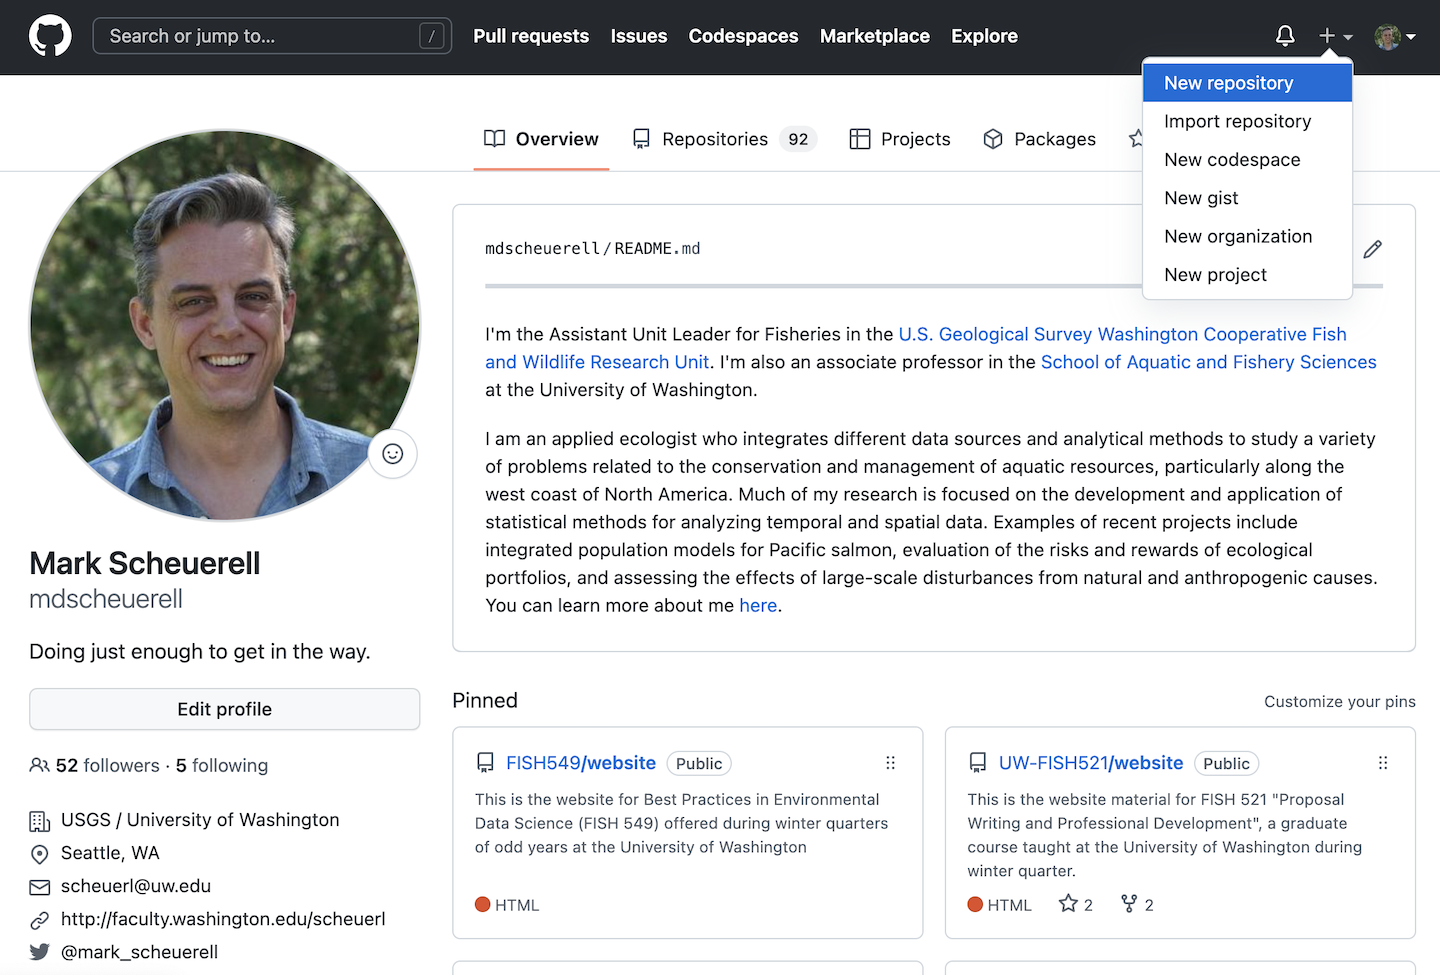 Search or jump to... /
Pull requests Issues Codespaces Marketplace Explore
New repository
Import repository
New codespace
New gist
New organization
New project
Overview Repositories 92 Projects Packages
mdscheuerell/README.md
I'm the Assistant Unit Leader for Fisheries in the U.S. Geological Survey Washington Cooperative Fish
and Wildlife Research Unit. I'm also an associate professor in the School of Aquatic and Fishery Sciences
at the University of Washington.
I am an applied ecologist who integrates different data sources and analytical methods to study a variety
of problems related to the conservation and management of aquatic resources, particularly along the
west coast of North America. Much of my research is focused on the development and application of
statistical methods for analyzing temporal and spatial data. Examples of recent projects include
integrated population models for Pacific salmon, evaluation of the risks and rewards of ecological
portfolios, and assessing the effects of large-scale disturbances from natural and anthropogenic causes.
You can learn more about me here.
Mark Scheuerell
mdscheuerell
Doing just enough to get in the way.
Edit profile
52 followers · 5 following
USGS / University of Washington
Seattle, WA
scheuerl@uw.edu
http://faculty.washington.edu/scheuerl
@mark_scheuerell
Pinned
Customize your pins
FISH549/website Public
This is the website for Best Practices in Environmental
Data Science (FISH 549) offered during winter quarters
of odd years at the University of Washington
HTML
UW-FISH521/website Public
This is the website material for FISH 521 "Proposal
Writing and Professional Development", a graduate
course taught at the University of Washington during
winter quarter.
HTML 2 2